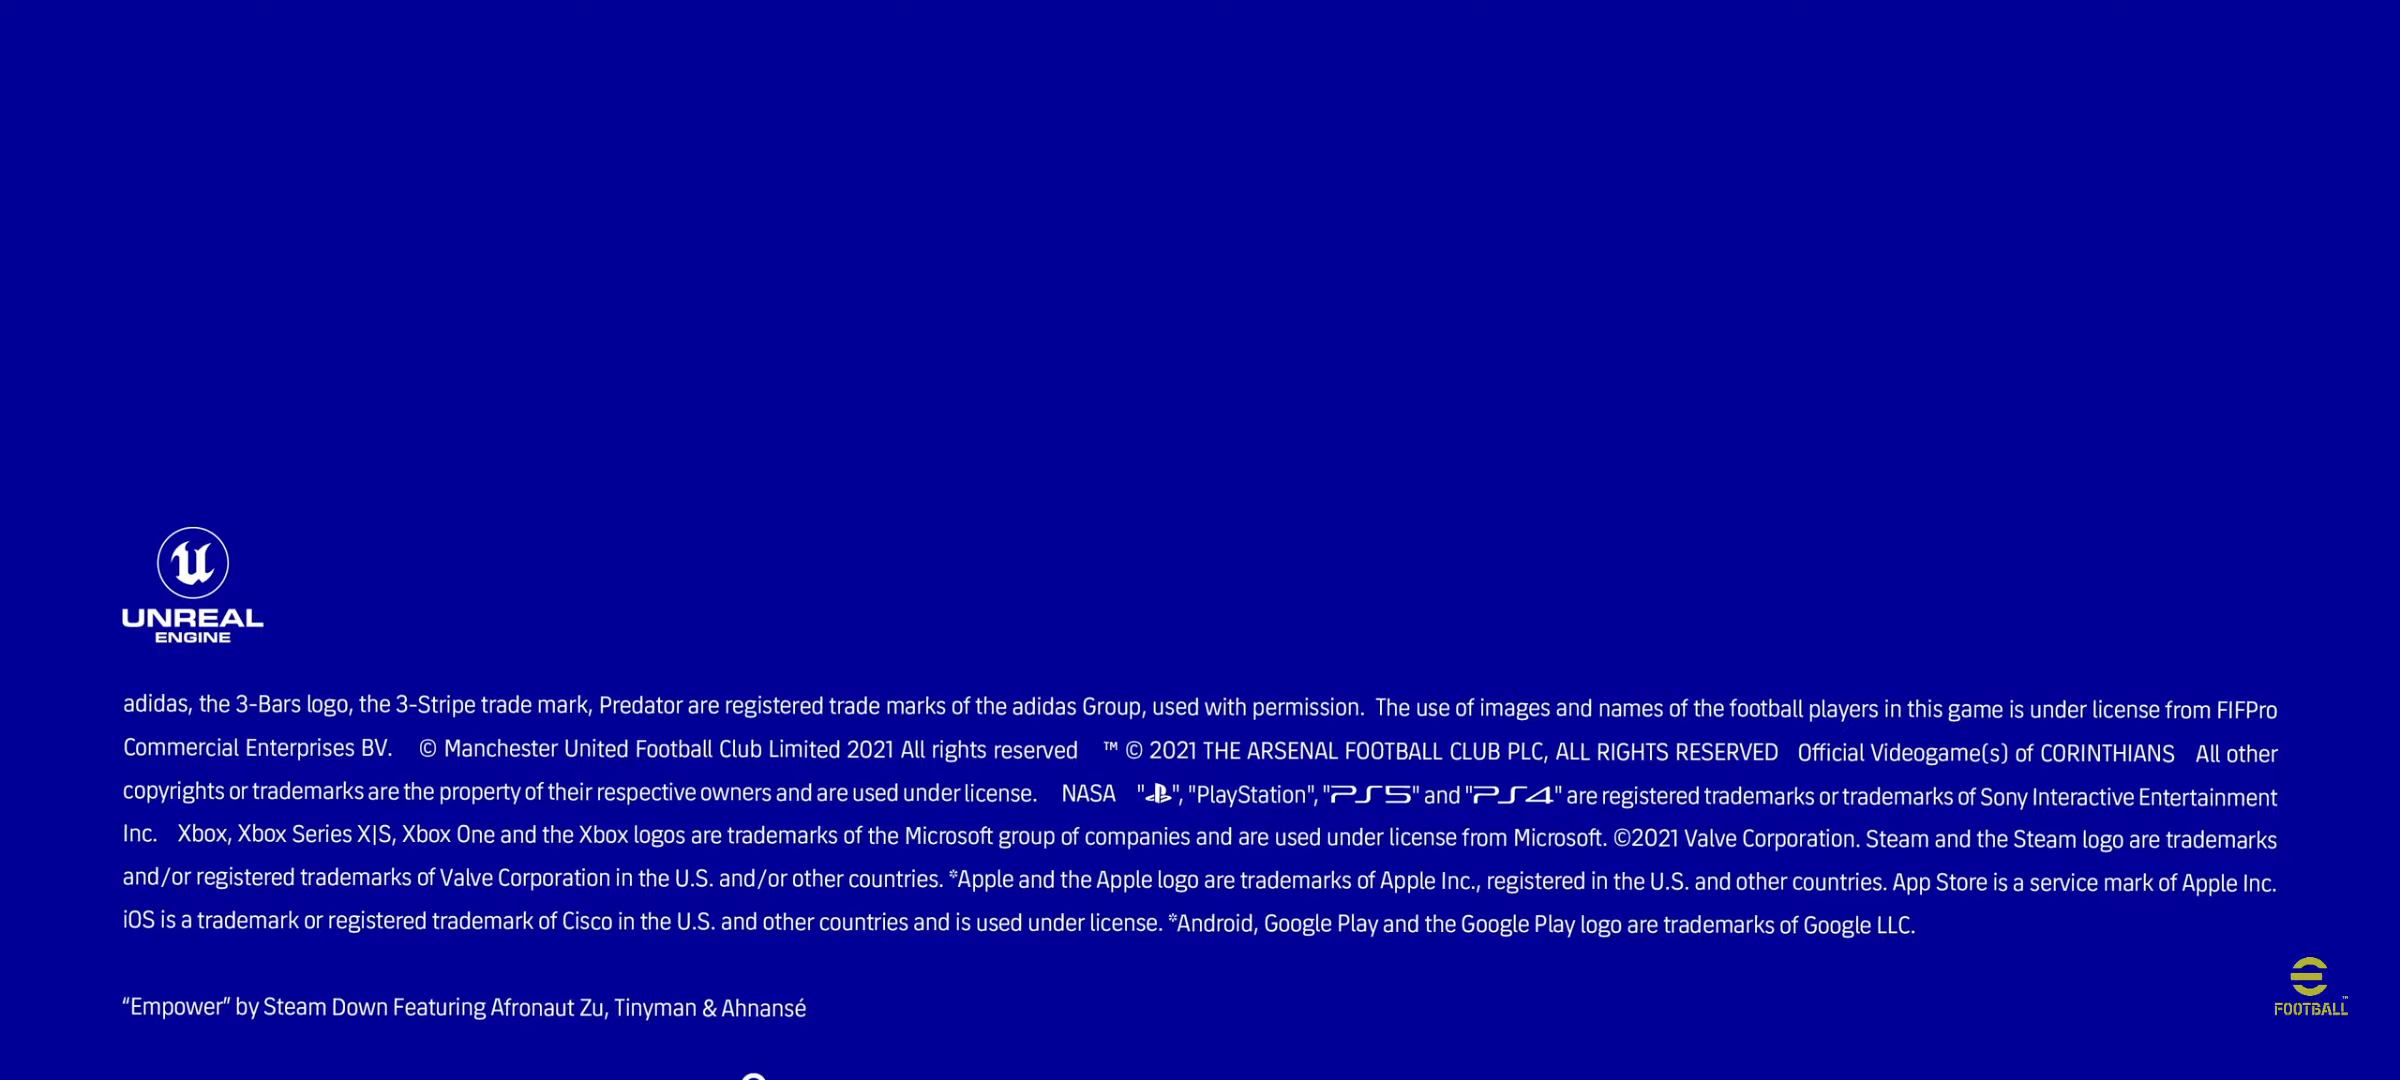 UNREAL
ENGINE
adidas, the 3-Bars logo, the 3-Stripe trade mark, Predator are registered trade marks of the adidas Group, used with permission. The use of images and names of the football players in this game is under license from FIFPro
Commercial Enterprises BV. © Manchester United Football Club Limited 2021 All rights reserved ™ © 2021 THE ARSENAL FOOTBALL CLUB PLC, ALL RIGHTS RESERVED Official Videogame(s) of CORINTHIANS All other
copyrights or trademarks are the property of their respective owners and are used under license. NASA "", "PlayStation", "PS5" and "PS4" are registered trademarks or trademarks of Sony Interactive Entertainment
Inc. Xbox, Xbox Series X|S, Xbox One and the Xbox logos are trademarks of the Microsoft group of companies and are used under license from Microsoft. ©2021 Valve Corporation. Steam and the Steam logo are trademarks
and/or registered trademarks of Valve Corporation in the U.S. and/or other countries. *Apple and the Apple logo are trademarks of Apple Inc., registered in the U.S. and other countries. App Store is a service mark of Apple Inc.
iOS is a trademark or registered trademark of Cisco in the U.S. and other countries and is used under license. *Android, Google Play and the Google Play logo are trademarks of Google LLC.
“Empower” by Steam Down Featuring Afronaut Zu, Tinyman & Ahnansé
e
FOOTBALL™